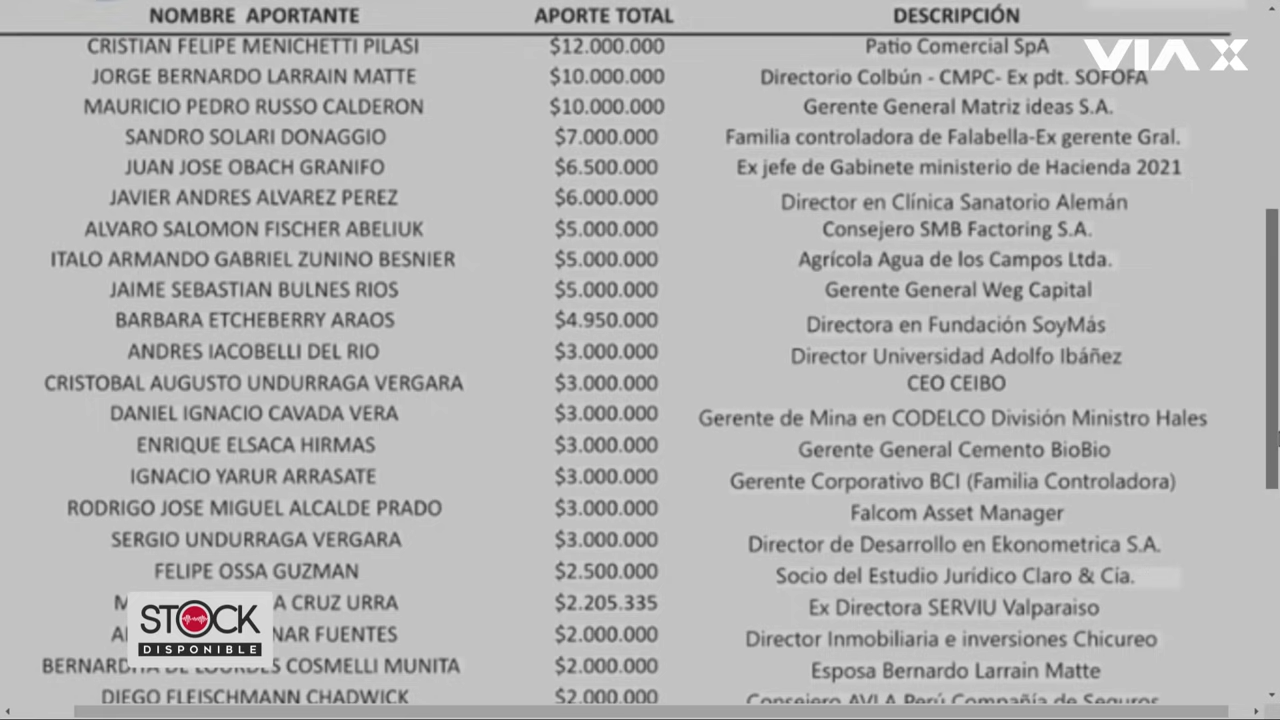 NOMBRE APORTANTE APORTE TOTAL DESCRIPCIÓN
CRISTIAN FELIPE MENICHETTI PILASI $12.000.000 Patio Comercial SpA
VIA X
JORGE BERNARDO LARRAIN MATTE $10.000.000 Directorio Colbún - CMPC- Ex pdt. SOFOFA
MAURICIO PEDRO RUSSO CALDERON $10.000.000 Gerente General Matriz ideas S.A.
SANDRO SOLARI DONAGGIO $7.000.000 Familia controladora de Falabella-Ex gerente Gral.
JUAN JOSE OBACH GRANIFO $6.500.000 Ex jefe de Gabinete ministerio de Hacienda 2021
JAVIER ANDRES ALVAREZ PEREZ $6.000.000 Director en Clínica Sanatorio Alemán
ALVARO SALOMON FISCHER ABELIUK $5.000.000 Consejero SMB Factoring S.A.
ITALO ARMANDO GABRIEL ZUNINO BESNIER $5.000.000 Agrícola Agua de los Campos Ltda.
JAIME SEBASTIAN BULNES RIOS $5.000.000 Gerente General Weg Capital
BARBARA ETCHEBERRY ARAOS $4.950.000 Directora en Fundación SoyMás
ANDRES IACOBELLI DEL RIO $3.000.000 Director Universidad Adolfo Ibáñez
CRISTOBAL AUGUSTO UNDURRAGA VERGARA $3.000.000 CEO CEIBO
DANIEL IGNACIO CAVADA VERA $3.000.000 Gerente de Mina en CODELCO División Ministro Hales
ENRIQUE ELSACA HIRMAS $3.000.000 Gerente General Cemento BioBio
IGNACIO YARUR ARRASATE $3.000.000 Gerente Corporativo BCI (Familia Controladora)
RODRIGO JOSE MIGUEL ALCALDE PRADO $3.000.000 Falcom Asset Manager
SERGIO UNDURRAGA VERGARA $3.000.000 Director de Desarrollo en Ekonometrica S.A.
FELIPE OSSA GUZMAN $2.500.000 Socio del Estudio Jurídico Claro & Cía.
CRUZ URRA $2.205.335 Ex Directora SERVIU Valparaiso
STOCK
DISPONIBLE
FUENTES $2.000.000 Director Inmobiliaria e inversiones Chicureo
BERNARDITA DE LOURDES COSMELLI MUNITA $2.000.000 Esposa Bernardo Larrain Matte
DIEGO FLEISCHMANN CHADWICK $2.000.000 Consejero AVLA Perú Compañía de Seguros